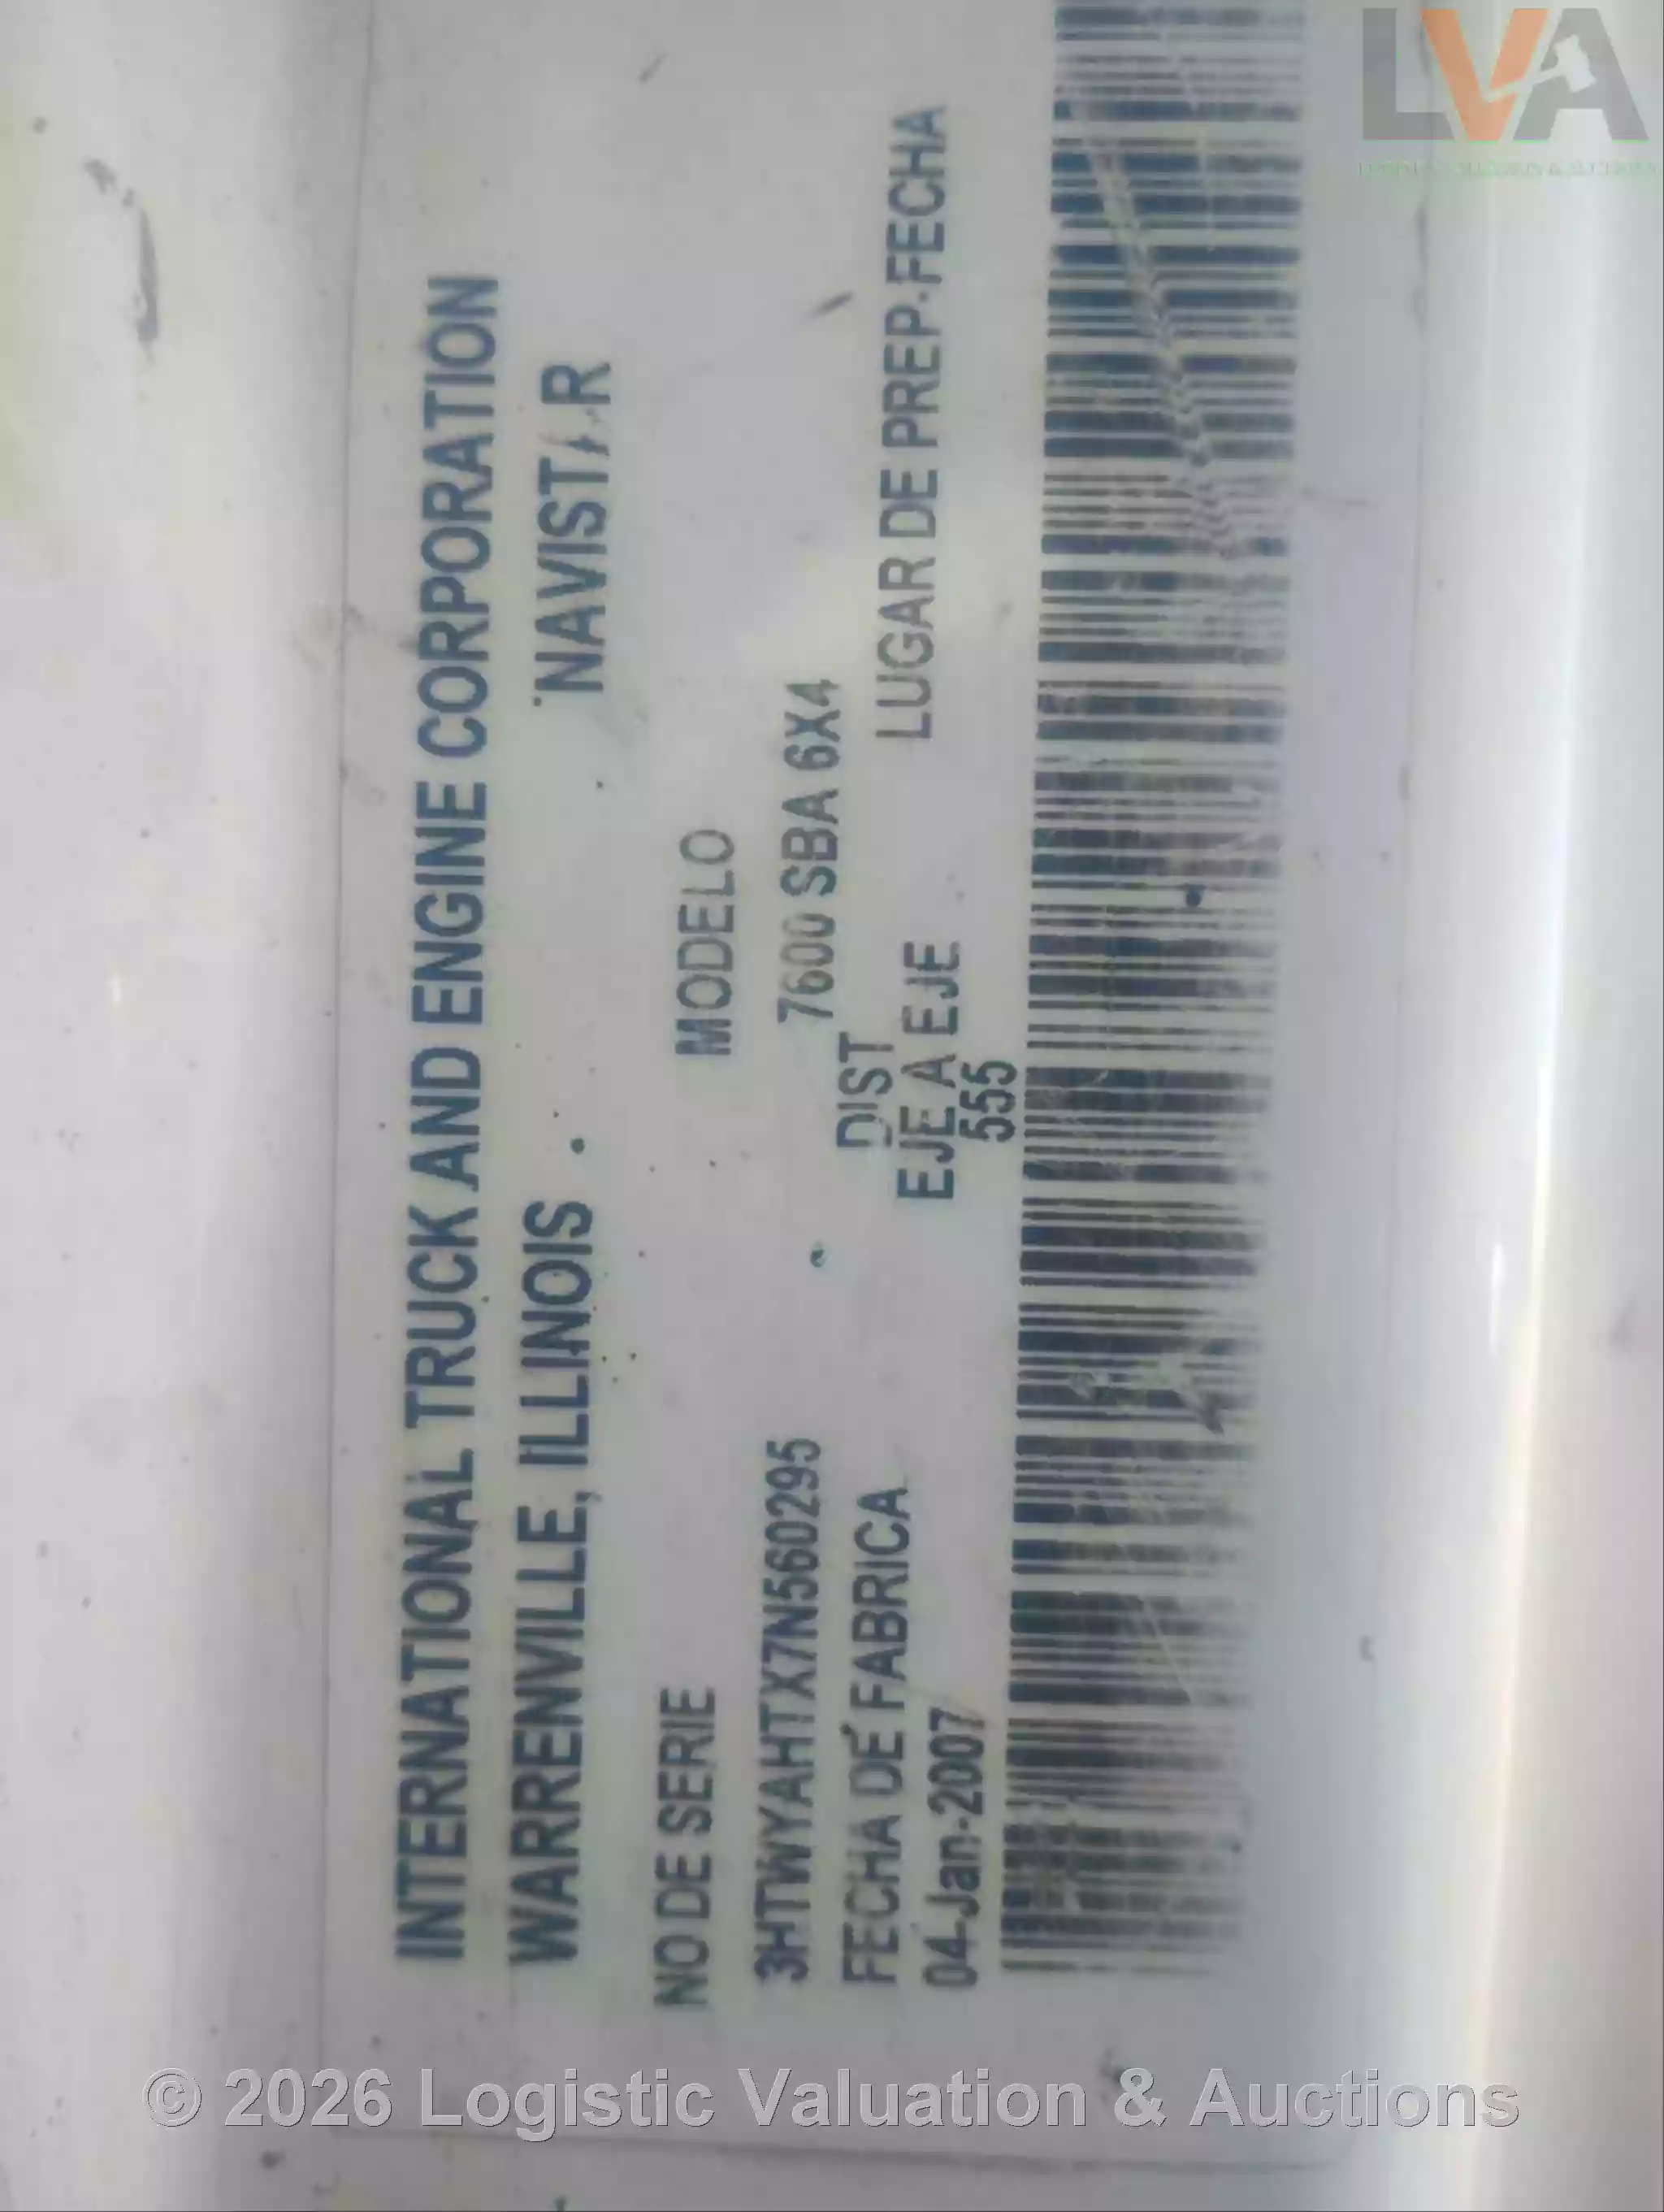 INTERNATIONAL TRUCK AND ENGINE CORPORATION
WARRENVILLE, ILLINOIS
NAVISTAR
NO DE SERIE
MODELO
3HTWYAHTX7N560295
7600 SBA 6X4
FECHA DE FABRICA
DIST
EJE A EJE
LUGAR DE PREP-FECHA
04-Jan-2007
555
LVA
© 2026 Logistic Valuation & Auctions